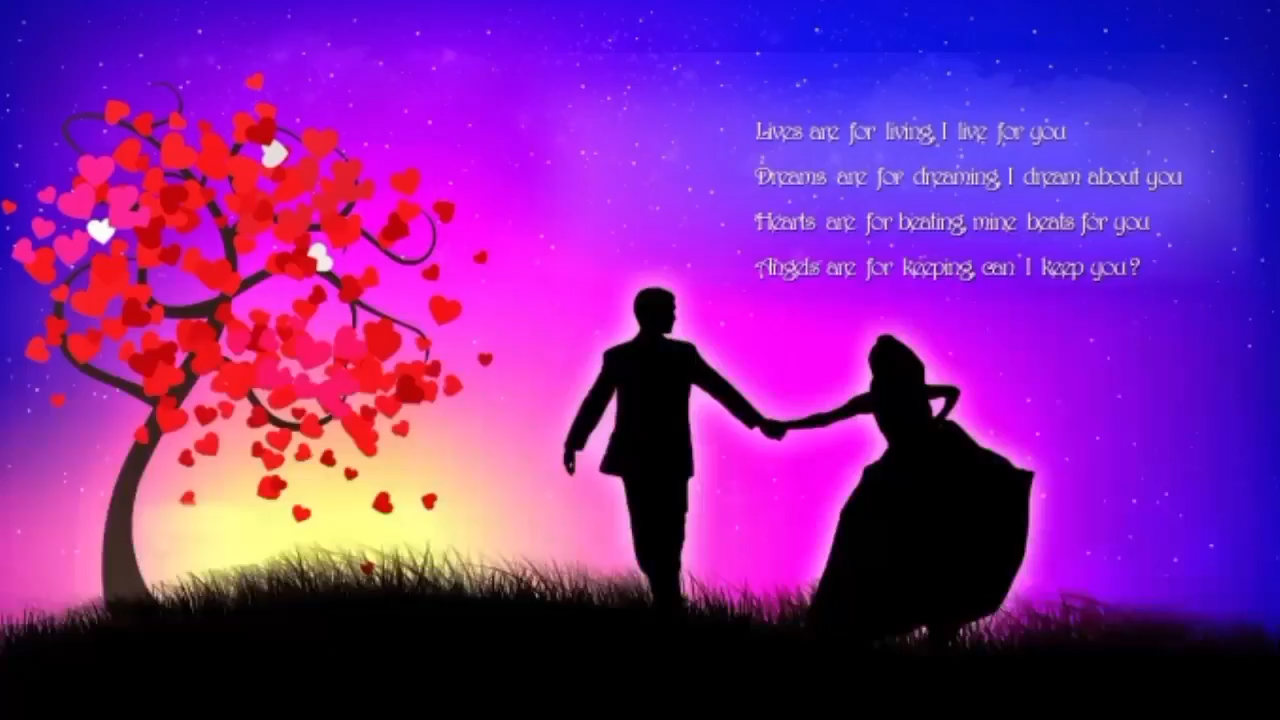 Lives are for living, I live for you
Dreams are for dreaming, I dream about you
Hearts are for beating, mine beats for you
Angels are for keeping, can I keep you?